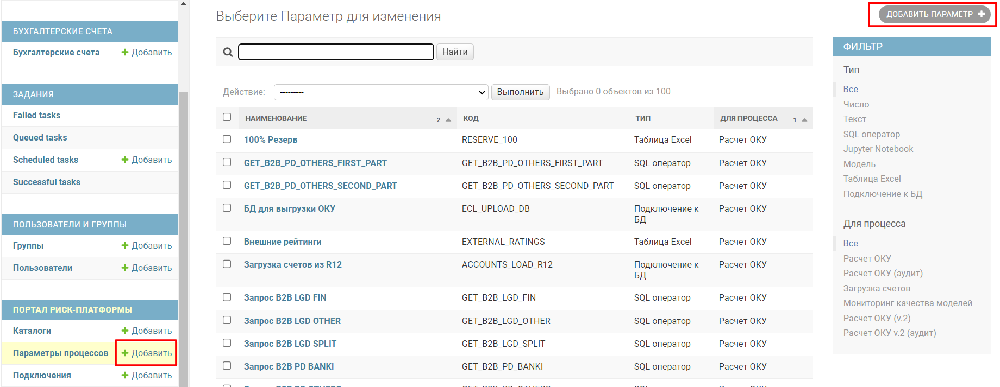 БУХГАЛТЕРСКИЕ СЧЕТА
Бухгалтерские счета Добавить
ЗАДАНИЯ
Failed tasks
Queued tasks
Scheduled tasks Добавить
Successful tasks
ПОЛЬЗОВАТЕЛИ И ГРУППЫ
Группы Добавить
Пользователи Добавить
ПОРТАЛ РИСК-ПЛАТФОРМЫ
Каталоги Добавить
Параметры процессов Добавить
Подключения Добавить
Выберите Параметр для изменения
ДОБАВИТЬ ПАРАМЕТР +
Найти
Действие: --------- Выполнить Выбрано 0 объектов из 100
НАИМЕНОВАНИЕ 2 КОД ТИП ДЛЯ ПРОЦЕССА 1
100% Резерв RESERVE_100 Таблица Excel Расчет ОКУ
GET_B2B_PD_OTHERS_FIRST_PART GET_B2B_PD_OTHERS_FIRST_PART SQL оператор Расчет ОКУ
GET_B2B_PD_OTHERS_SECOND_PART GET_B2B_PD_OTHERS_SECOND_PART SQL оператор Расчет ОКУ
БД для выгрузки ОКУ ECL_UPLOAD_DB Подключение к БД Расчет ОКУ
Внешние рейтинги EXTERNAL_RATINGS Таблица Excel Расчет ОКУ
Загрузка счетов из R12 ACCOUNTS_LOAD_R12 Подключение к БД Расчет ОКУ
Запрос B2B LGD FIN GET_B2B_LGD_FIN SQL оператор Расчет ОКУ
Запрос B2B LGD OTHER GET_B2B_LGD_OTHER SQL оператор Расчет ОКУ
Запрос B2B LGD SPLIT GET_B2B_LGD_SPLIT SQL оператор Расчет ОКУ
Запрос B2B PD BANKI GET_B2B_PD_BANKI SQL оператор Расчет ОКУ
ФИЛЬТР
Тип
Все
Число
Текст
SQL оператор
Jupyter Notebook
Модель
Таблица Excel
Подключение к БД
Для процесса
Все
Расчет ОКУ
Расчет ОКУ (аудит)
Загрузка счетов
Мониторинг качества моделей
Расчет ОКУ (v.2)
Расчет ОКУ v.2 (аудит)